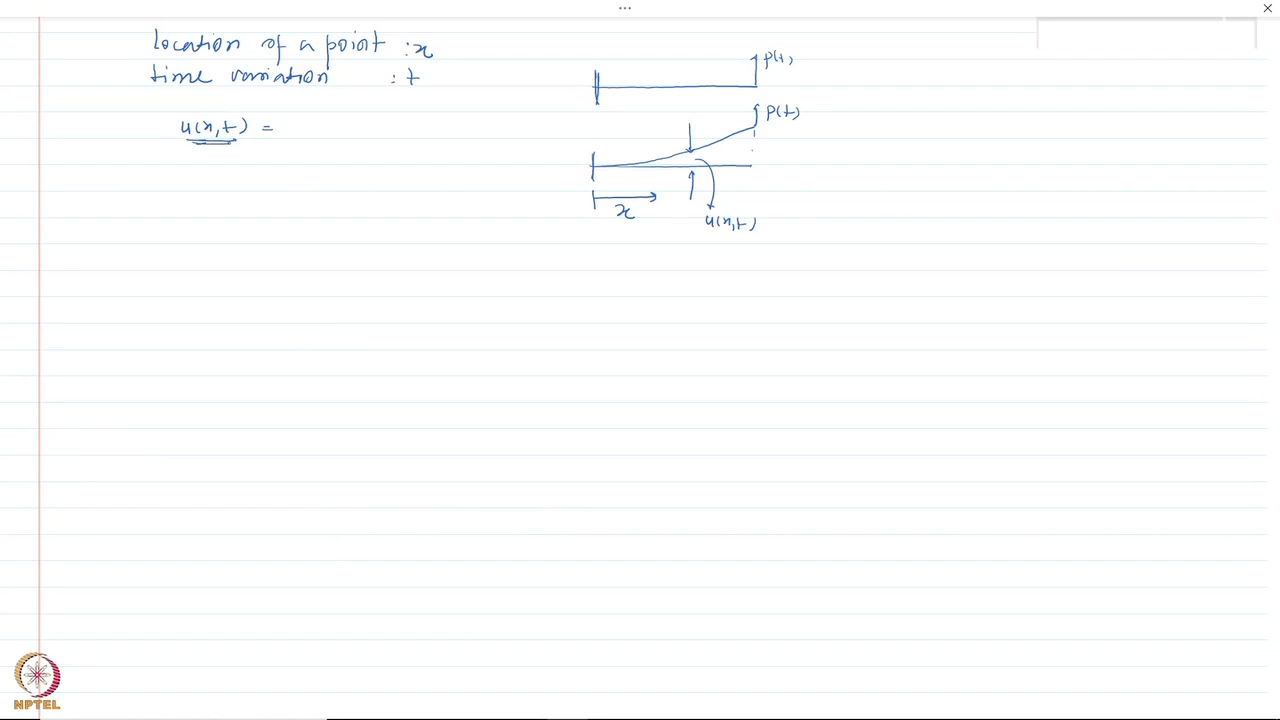 location of a point : x
time variation : t
u(x,t) =
P(t)
P(t)
x
u(x,t)
NPTEL